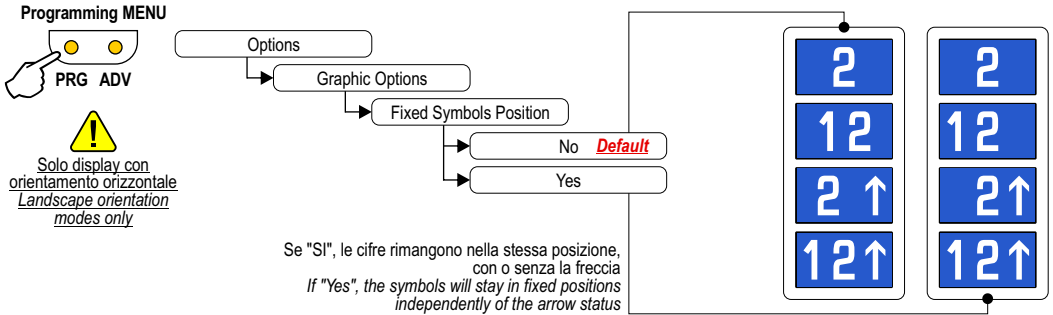 Programming MENU
PRG ADV
!
Solo display con
orientamento orizzontale
Landscape orientation
modes only
Options
Graphic Options
Fixed Symbols Position
No Default
Yes
Se "SI", le cifre rimangono nella stessa posizione,
con o senza la freccia
If "Yes", the symbols will stay in fixed positions
independently of the arrow status
2
12
2 ↑
12↑
2
12
2↑
12↑